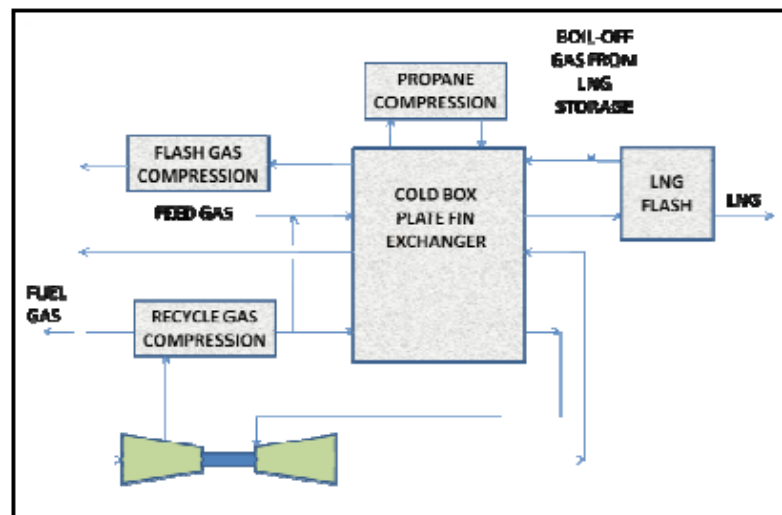 BOIL-OFF
GAS FROM
LNG
STORAGE
PROPANE
COMPRESSION
FLASH GAS
COMPRESSION
FEED GAS
COLD BOX
PLATE FIN
EXCHANGER
LNG
FLASH
LNG
FUEL
GAS
RECYCLE GAS
COMPRESSION